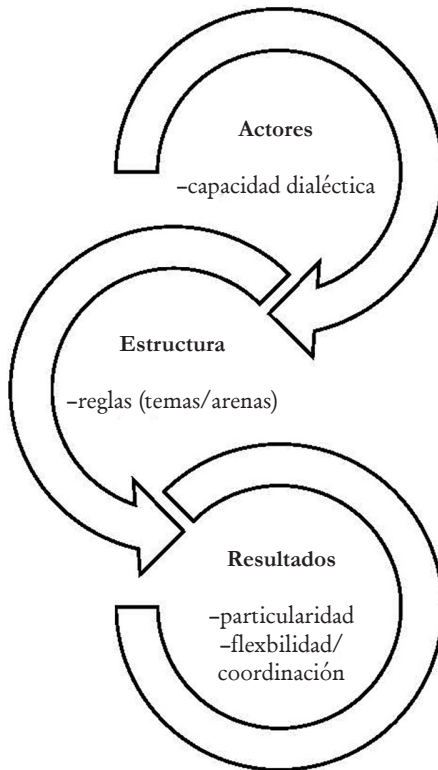 Actores
–capacidad dialéctica
Estructura
–reglas (temas/arenas)
Resultados
–particularidad
–flexbilidad/
coordinación